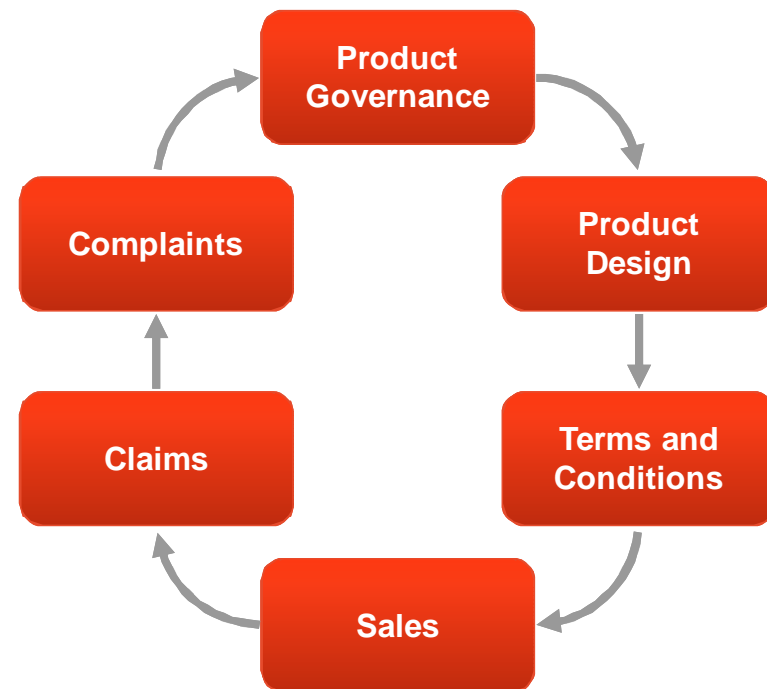 Product
Governance
Product
Design
Terms and
Conditions
Sales
Claims
Complaints